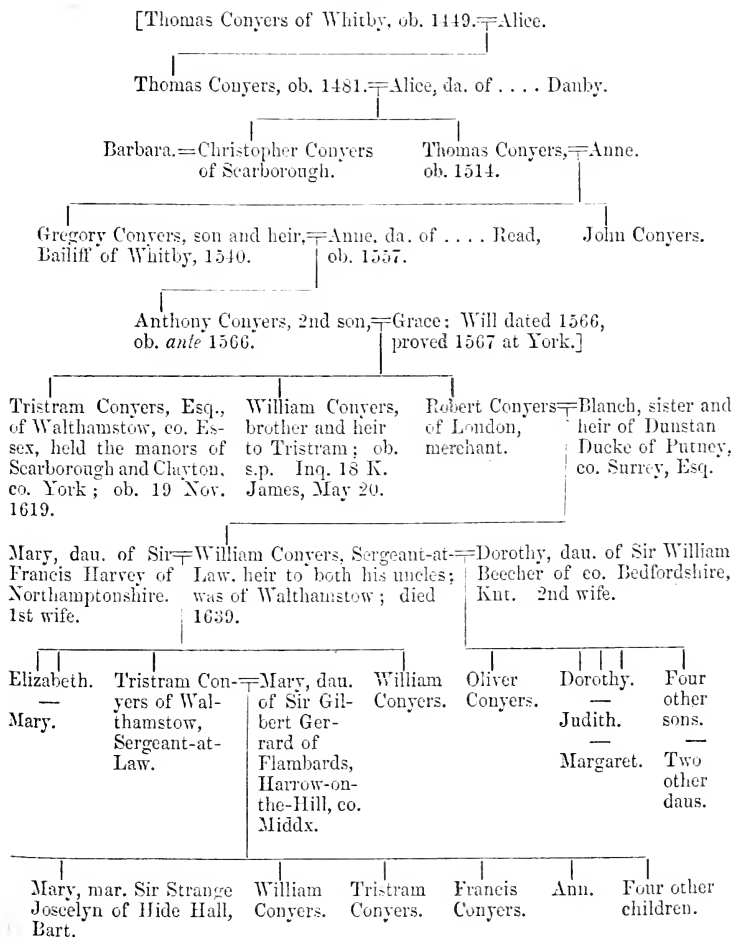 [Thomas Conyers of Whitby, ob. 1449.=Alice.
Thomas Conyers, ob. 1481.=Alice, da. of . . . . Danby.
Barbara.=Christopher Conyers
of Scarborough.
Thomas Conyers,=Anne.
ob. 1514.
Gregory Conyers, son and heir,=Anne, da. of . . . . Read,
Bailiff of Whitby, 1540.
ob. 1557.
John Conyers.
Anthony Conyers, 2nd son,=Grace: Will dated 1566,
ob. ante 1566.
proved 1567 at York.]
Tristram Conyers, Esq.,
of Walthamstow, co. Es-
sex, held the manors of
Scarborough and Clayton,
co. York; ob. 19 Nov.
1619.
William Conyers,
brother and heir
to Tristram; ob.
s.p. Inq. 18 K.
James, May 20.
Robert Conyers=
of London,
merchant.
Blanch, sister and
heir of Dunstan
Ducke of Putney,
co. Surrey, Esq.
Mary, dau. of Sir=
Francis Harvey of
Northamptonshire.
1st wife.
William Conyers, Sergeant-at-=
Law, heir to both his uncles;
was of Walthamstow; died
1639.
Dorothy, dau. of Sir William
Beecher of co. Bedfordshire,
Knt. 2nd wife.
Elizabeth.
—
Mary.
Tristram Con-=
yers of Wal-
thamstow,
Sergeant-at-
Law.
Mary, dau.
of Sir Gil-
bert Ger-
rard of
Flambards,
Harrow-on-
the-Hill, co.
Middx.
William
Conyers.
Oliver
Conyers.
Dorothy.
—
Judith.
—
Margaret.
Four
other
sons.
—
Two
other
daus.
Mary, mar. Sir Strange
Joscelyn of Hide Hall,
Bart.
William
Conyers.
Tristram
Conyers.
Francis
Conyers.
Ann.
Four other
children.